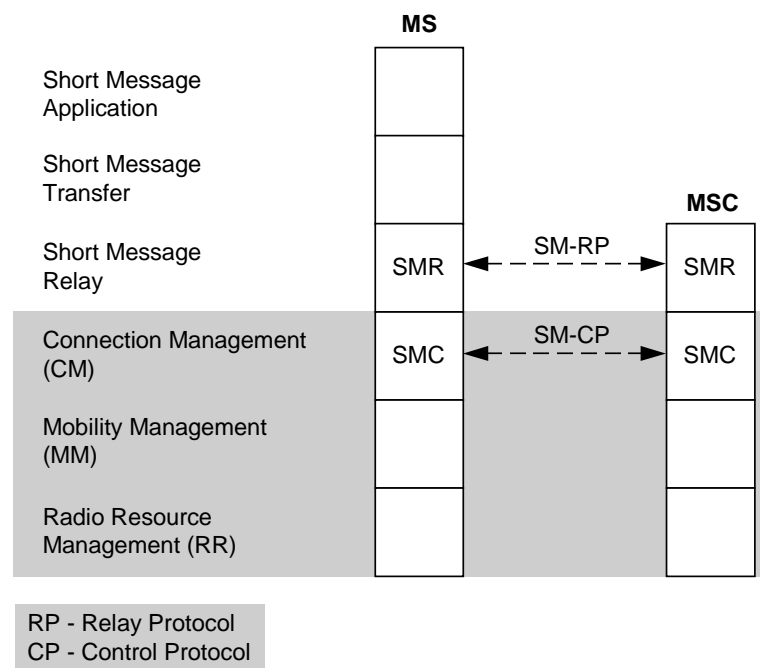 MS
Short Message
Application
Short Message
Transfer
MSC
Short Message
Relay
SMR
SM-RP
SMR
Connection Management
(CM)
SMC
SM-CP
SMC
Mobility Management
(MM)
Radio Resource
Management (RR)
RP - Relay Protocol
CP - Control Protocol